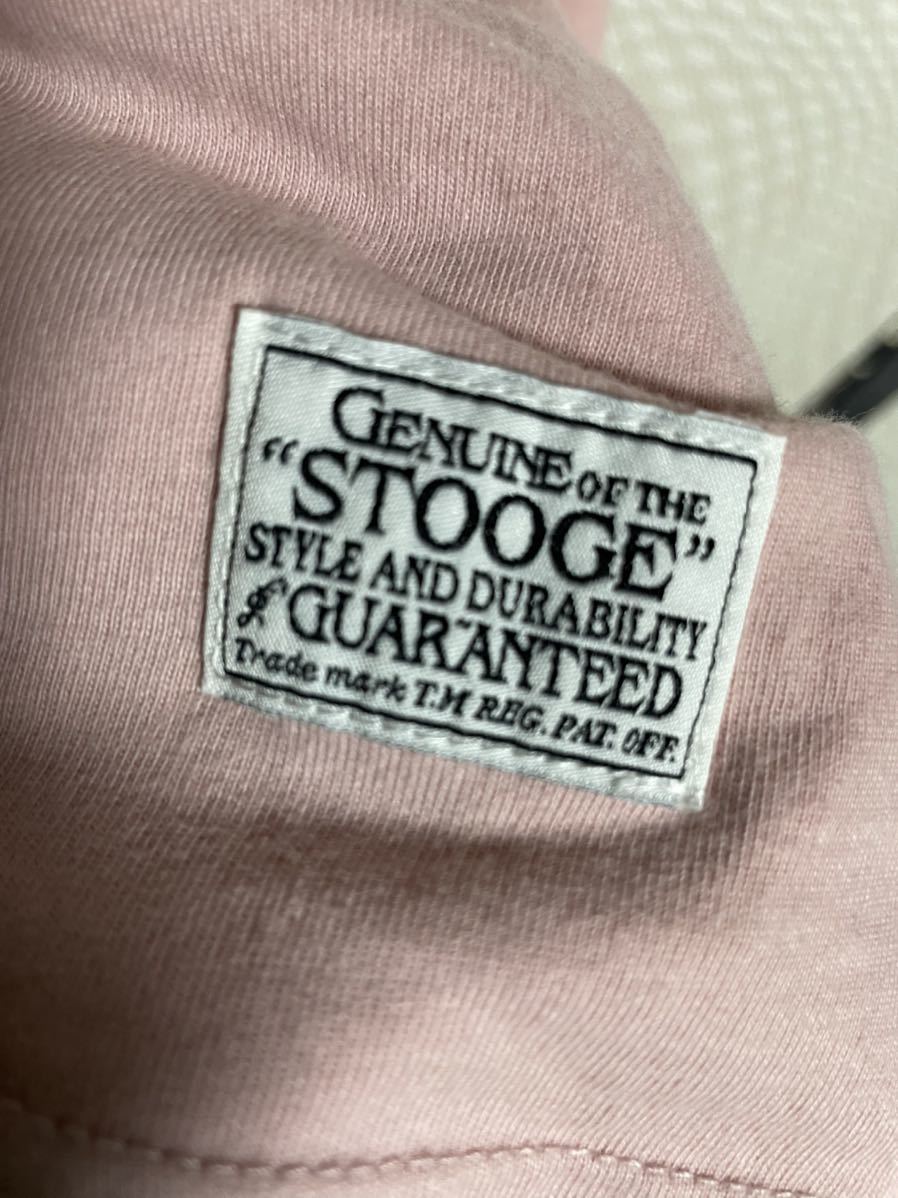 GENUINE OF THE
“STOOGE”
STYLE AND DURABILITY
GUARANTEED
Trade mark T.M REG. PAT. OFF.